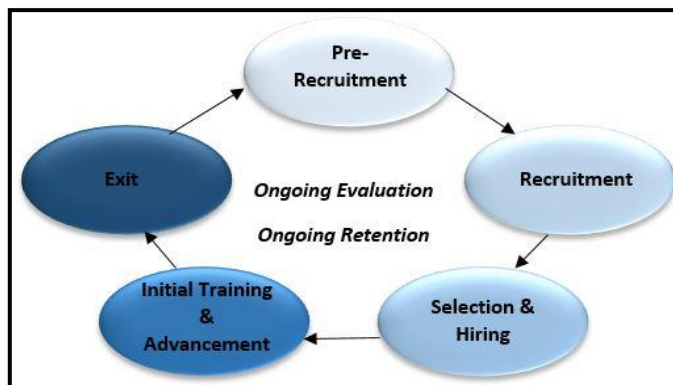 Pre-
Recruitment
Exit
Recruitment
Ongoing Evaluation
Ongoing Retention
Initial Training
&
Advancement
Selection &
Hiring